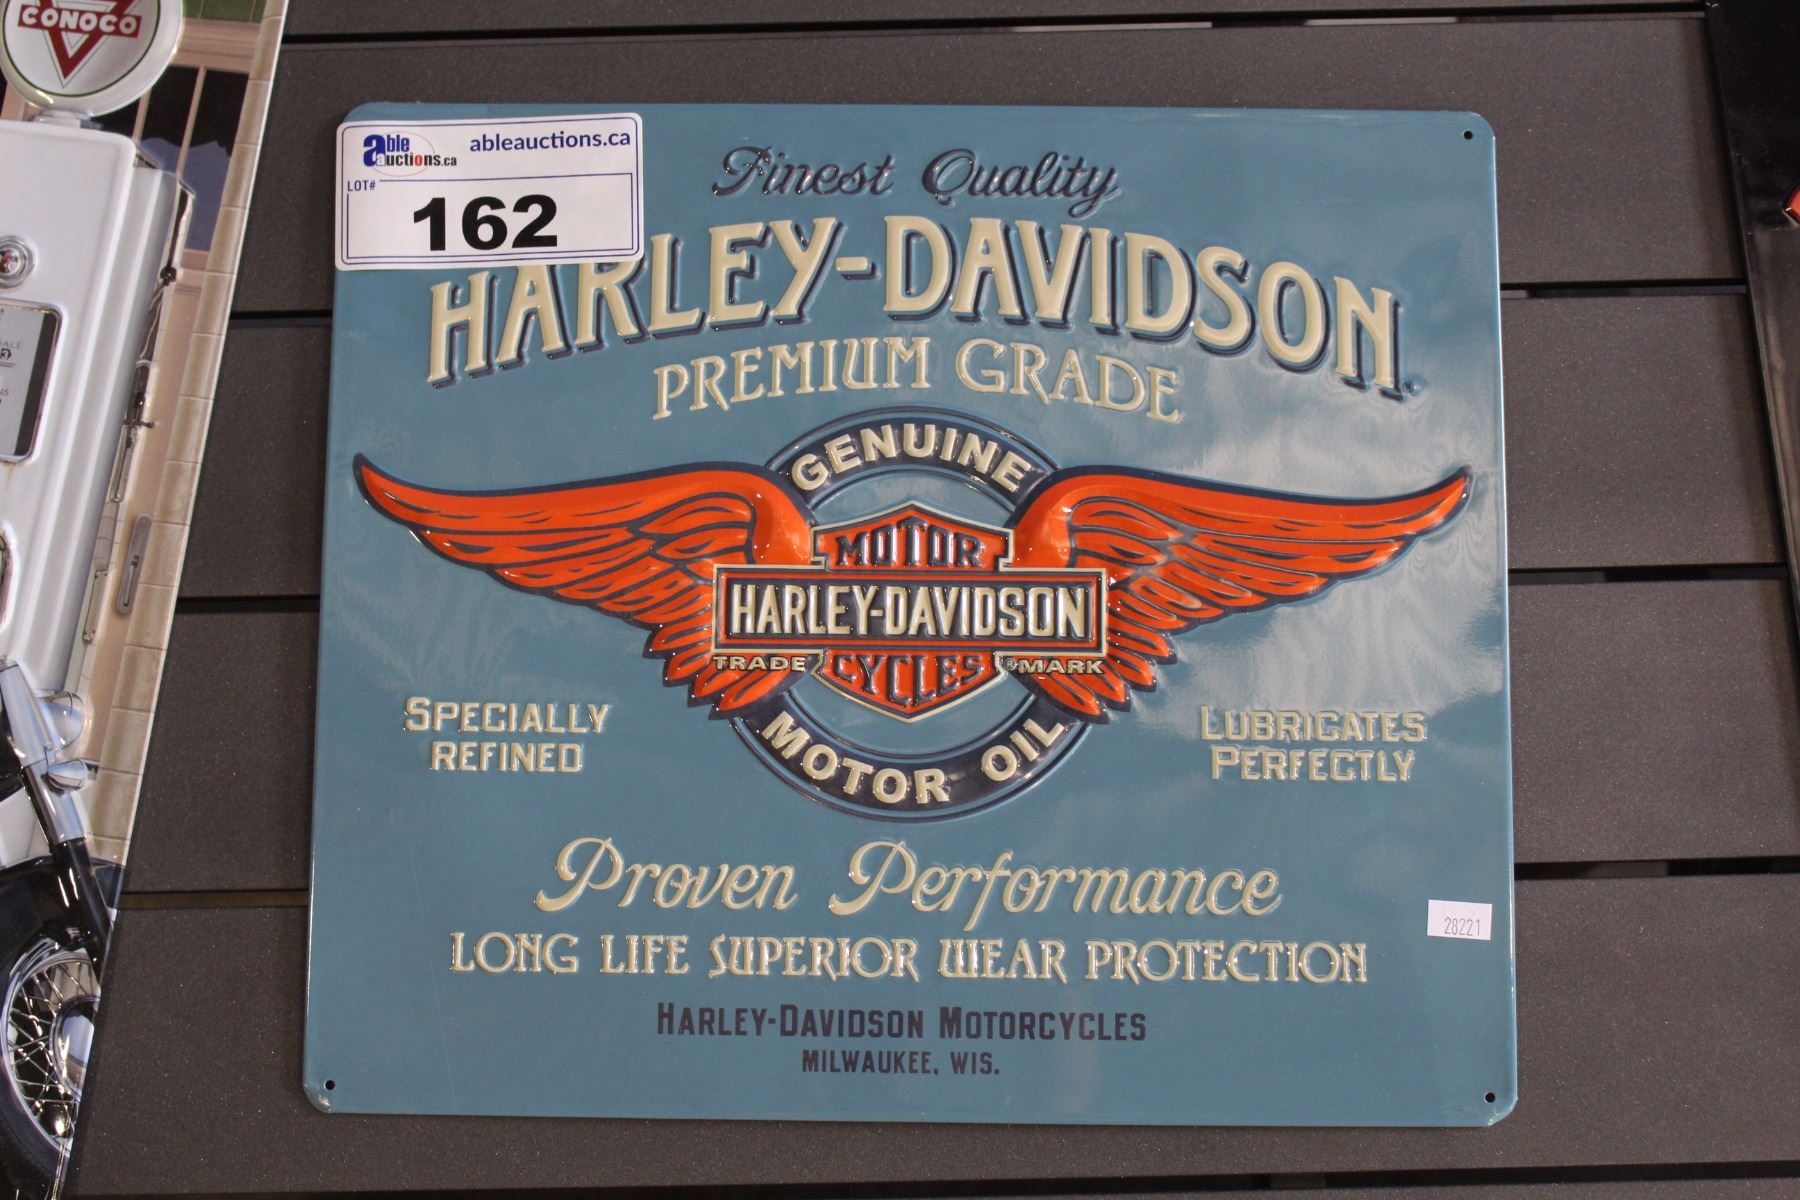 CONOCO
able auctions.ca
ableauctions.ca
LOT#
162
Finest Quality
HARLEY-DAVIDSON®
PREMIUM GRADE
GENUINE
MOTOR
HARLEY-DAVIDSON
TRADE ® MARK
CYCLES
SPECIALLY
REFINED
LUBRICATES
PERFECTLY
MOTOR OIL
Proven Performance
LONG LIFE SUPERIOR WEAR PROTECTION
28221
HARLEY-DAVIDSON MOTORCYCLES
MILWAUKEE, WIS.